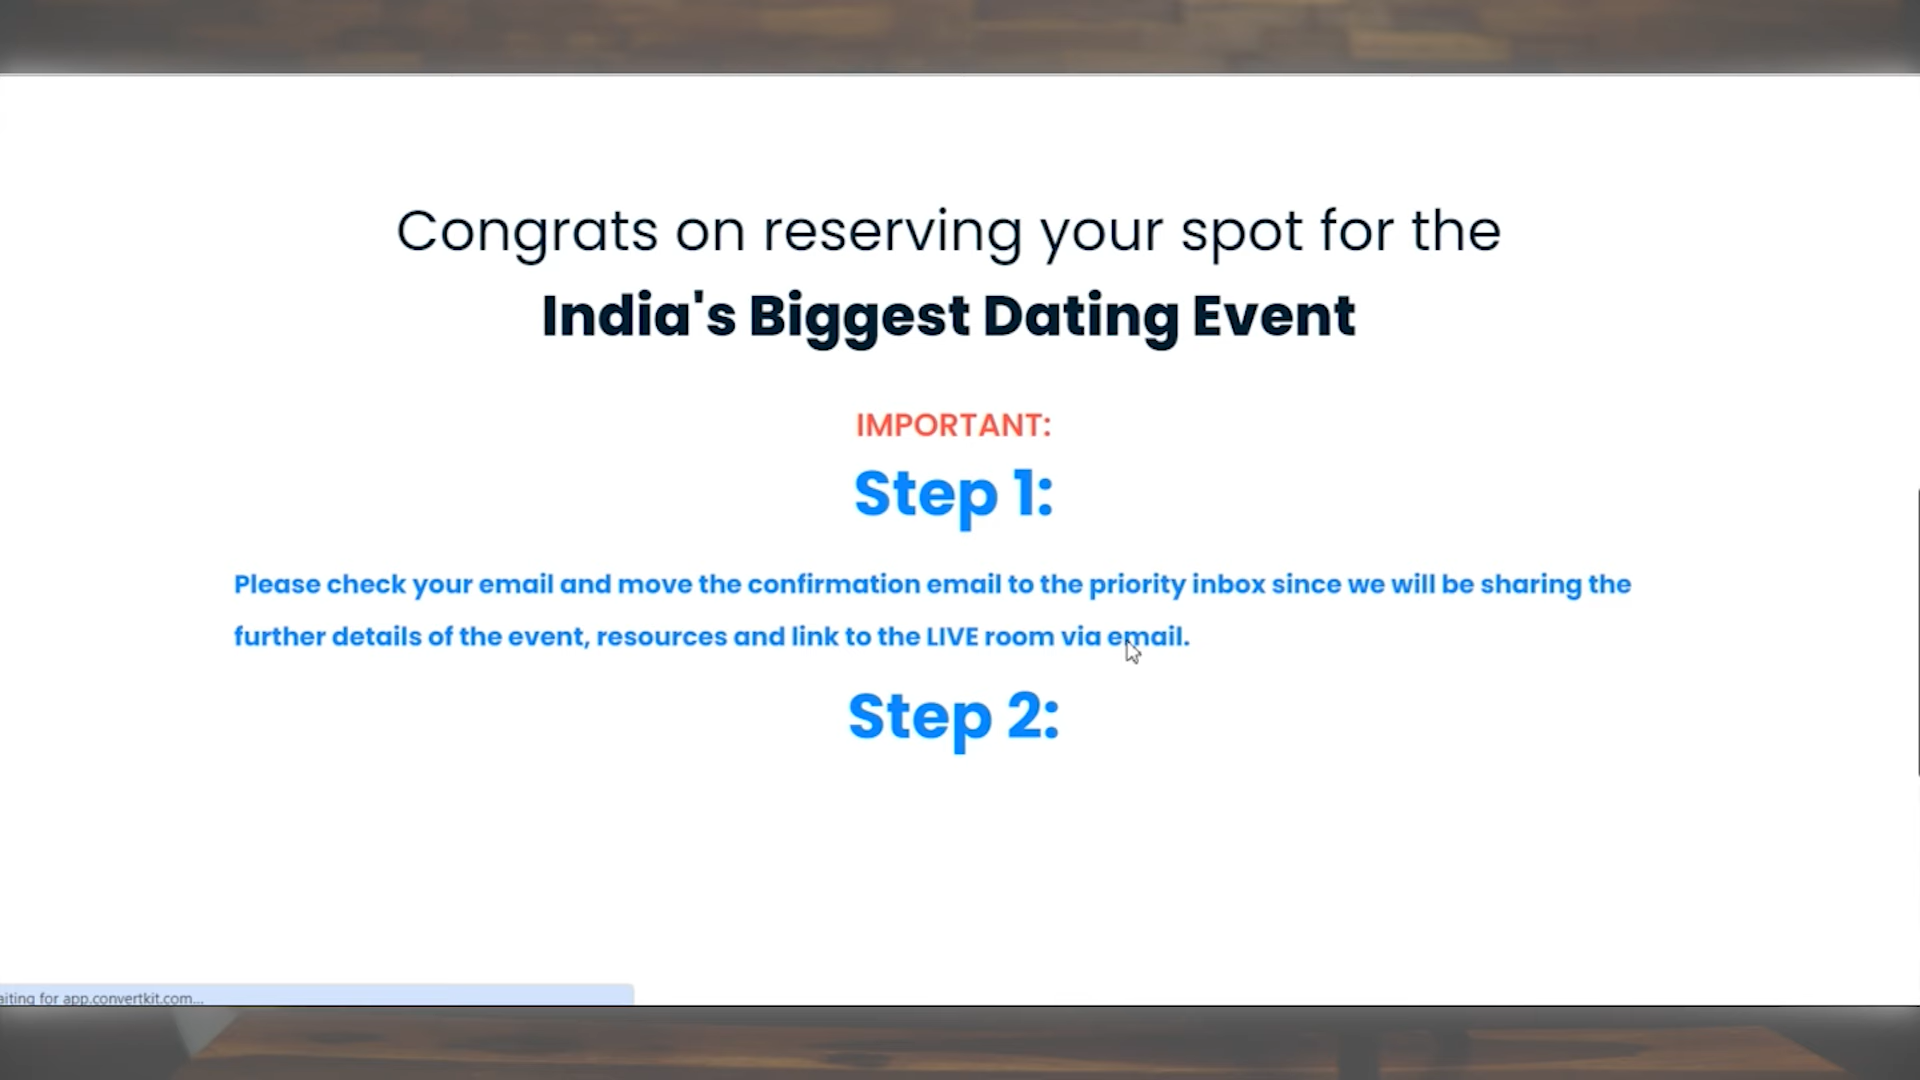 Congrats on reserving your spot for the
India's Biggest Dating Event
IMPORTANT:
Step 1:
Please check your email and move the confirmation email to the priority inbox since we will be sharing the
further details of the event, resources and link to the LIVE room via email.
Step 2:
aiting for app.convertkit.com...